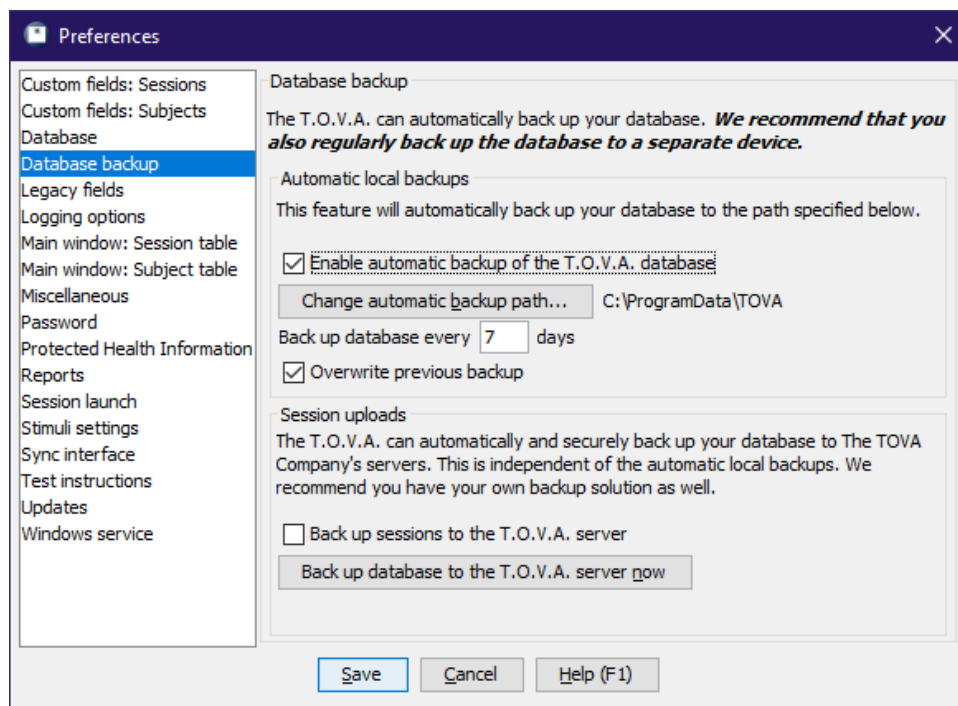 Preferences
Custom fields: Sessions
Custom fields: Subjects
Database
Database backup
Legacy fields
Logging options
Main window: Session table
Main window: Subject table
Miscellaneous
Password
Protected Health Information
Reports
Session launch
Stimuli settings
Sync interface
Test instructions
Updates
Windows service
Database backup
The T.O.V.A. can automatically back up your database. We recommend that you
also regularly back up the database to a separate device.
Automatic local backups
This feature will automatically back up your database to the path specified below.
Enable automatic backup of the T.O.V.A. database
Change automatic backup path... C:\ProgramData\TOVA
Back up database every 7 days
Overwrite previous backup
Session uploads
The T.O.V.A. can automatically and securely back up your database to The TOVA
Company's servers. This is independent of the automatic local backups. We
recommend you have your own backup solution as well.
Back up sessions to the T.O.V.A. server
Back up database to the T.O.V.A. server now
Save Cancel Help (F1)